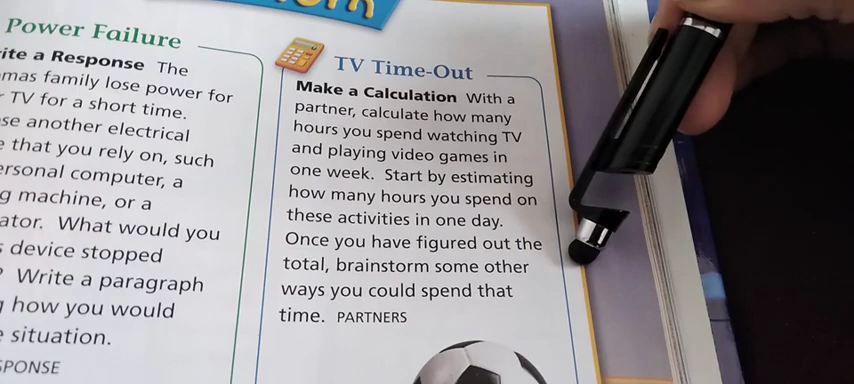 Power Failure
ite a Response The
mas family lose power for
TV for a short time.
se another electrical
e that you rely on, such
ersonal computer, a
g machine, or a
ator. What would you
s device stopped
? Write a paragraph
g how you would
e situation.
SPONSE
TV Time-Out
Make a Calculation With a
partner, calculate how many
hours you spend watching TV
and playing video games in
one week. Start by estimating
how many hours you spend on
these activities in one day.
Once you have figured out the
total, brainstorm some other
ways you could spend that
time. PARTNERS